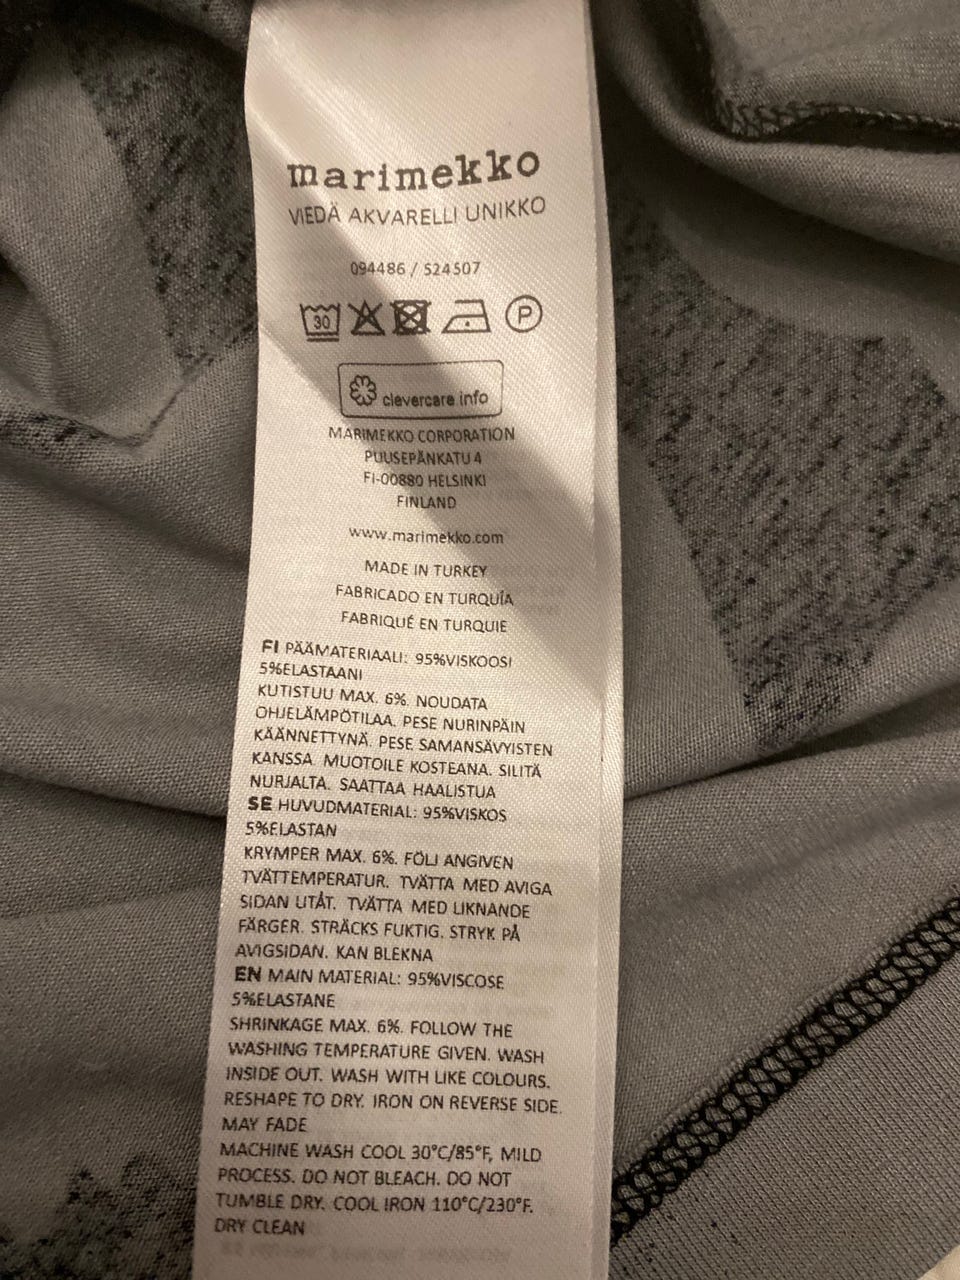 marimekko
VIEDÄ AKVARELLI UNIKKO
094486 / 524507
30
P
clevercare.info
MARIMEKKO CORPORATION
PUUSEPÄNKATU 4
FI-00880 HELSINKI
FINLAND
www.marimekko.com
MADE IN TURKEY
FABRICADO EN TURQUÍA
FABRIQUÉ EN TURQUIE
FI PÄÄMATERIAALI: 95%VISKOOSI
5%ELASTAANI
KUTISTUU MAX. 6%. NOUDATA
OHJELÄMPÖTILAA. PESE NURINPÄIN
KÄÄNNETTYNÄ. PESE SAMANSÄVYISTEN
KANSSA. MUOTOILE KOSTEANA. SILITÄ
NURJALTA. SAATTAA HAALISTUA
SE HUVUDMATERIAL: 95%VISKOS
5%ELASTAN
KRYMPER MAX. 6%. FÖLJ ANGIVEN
TVÄTTEMPERATUR. TVÄTTA MED AVIGA
SIDAN UTÅT. TVÄTTA MED LIKNANDE
FÄRGER. STRÄCKS FUKTIG. STRYK PÅ
AVIGSIDAN. KAN BLEKNA
EN MAIN MATERIAL: 95%VISCOSE
5%ELASTANE
SHRINKAGE MAX. 6%. FOLLOW THE
WASHING TEMPERATURE GIVEN. WASH
INSIDE OUT. WASH WITH LIKE COLOURS.
RESHAPE TO DRY. IRON ON REVERSE SIDE.
MAY FADE
MACHINE WASH COOL 30°C/85°F, MILD
PROCESS. DO NOT BLEACH. DO NOT
TUMBLE DRY. COOL IRON 110°C/230°F.
DRY CLEAN